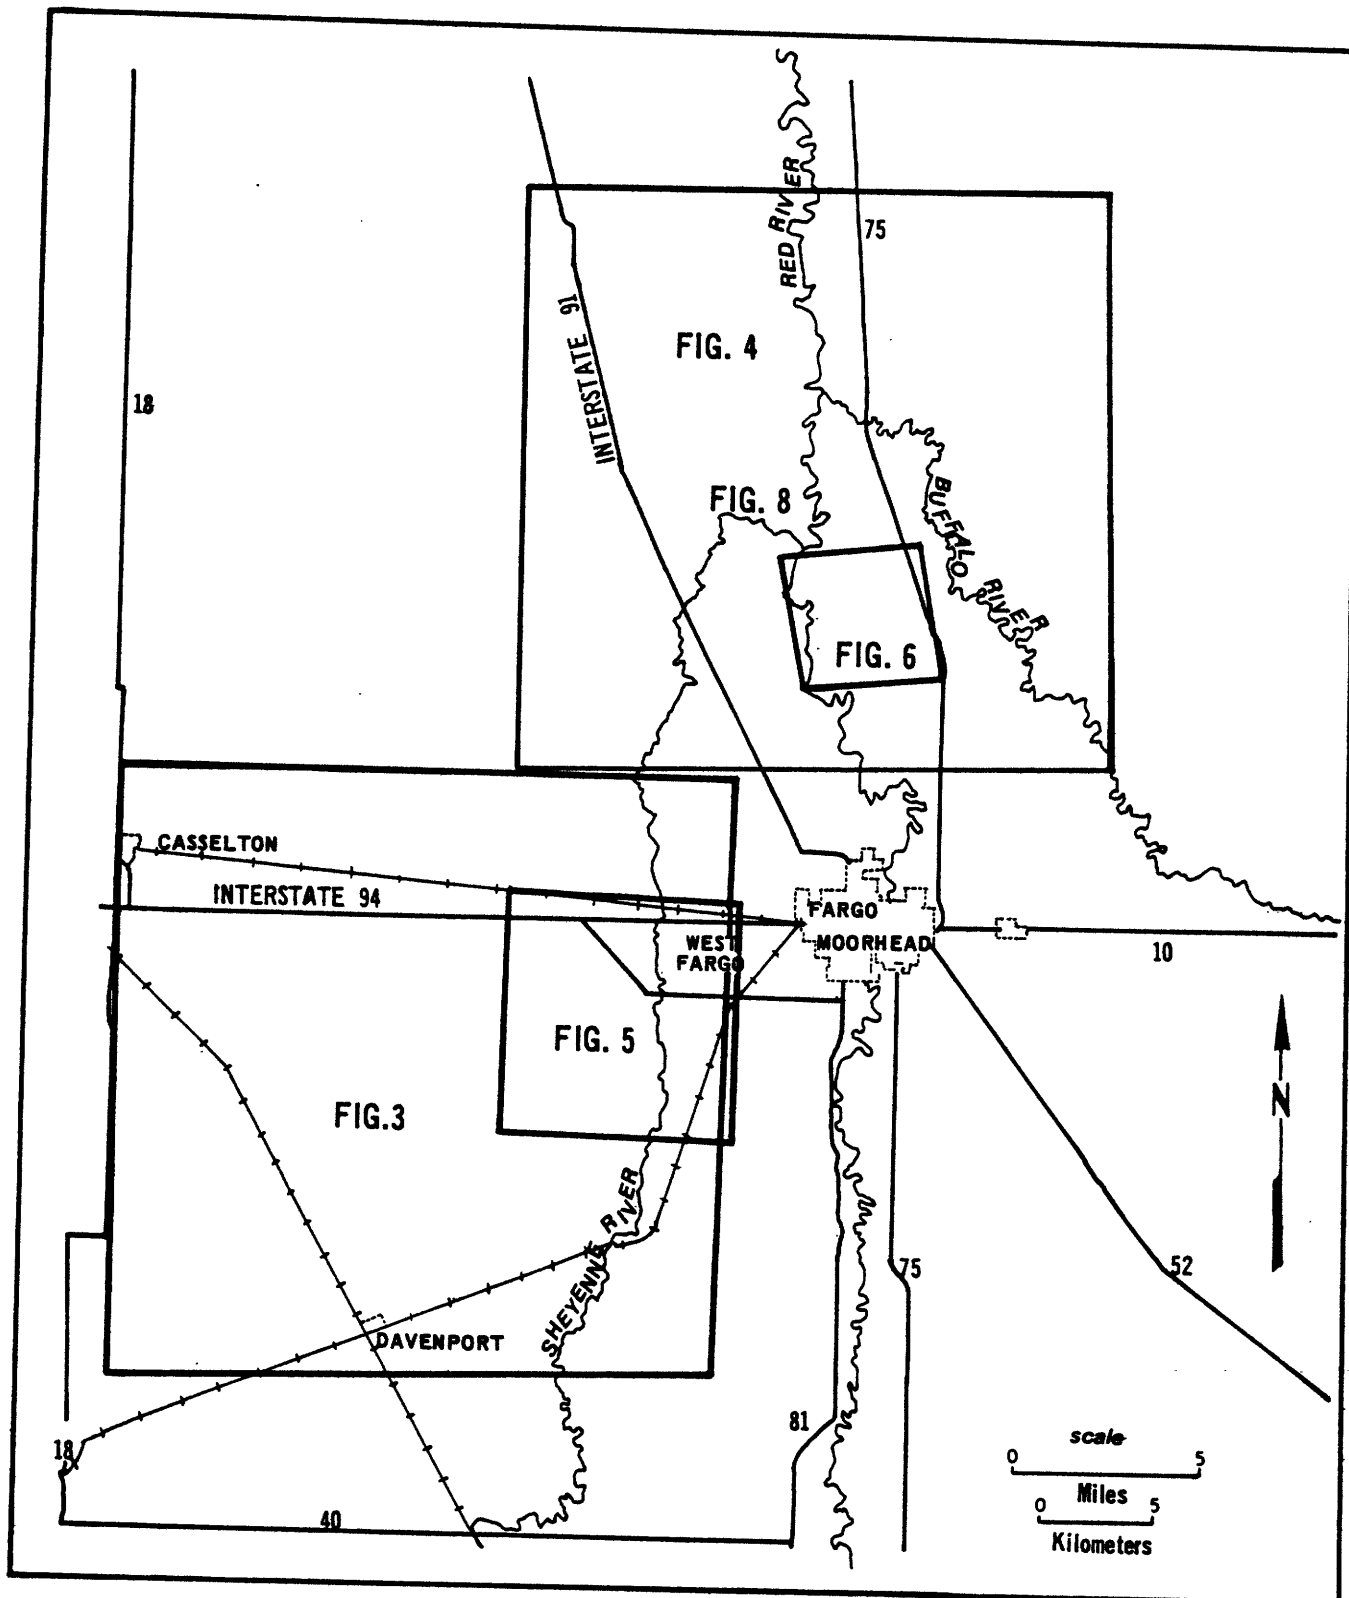 RED RIVER
75
INTERSTATE 91
FIG. 4
18
FIG. 8
BUFFALO RIVER
FIG. 6
CASSELTON
INTERSTATE 94
FARGO
WEST
FARGO
MOORHEAD
10
FIG. 5
N
FIG.3
SHEYENNE RIVER
75
52
DAVENPORT
81
18
40
scale
0 5
Miles
0 5
Kilometers